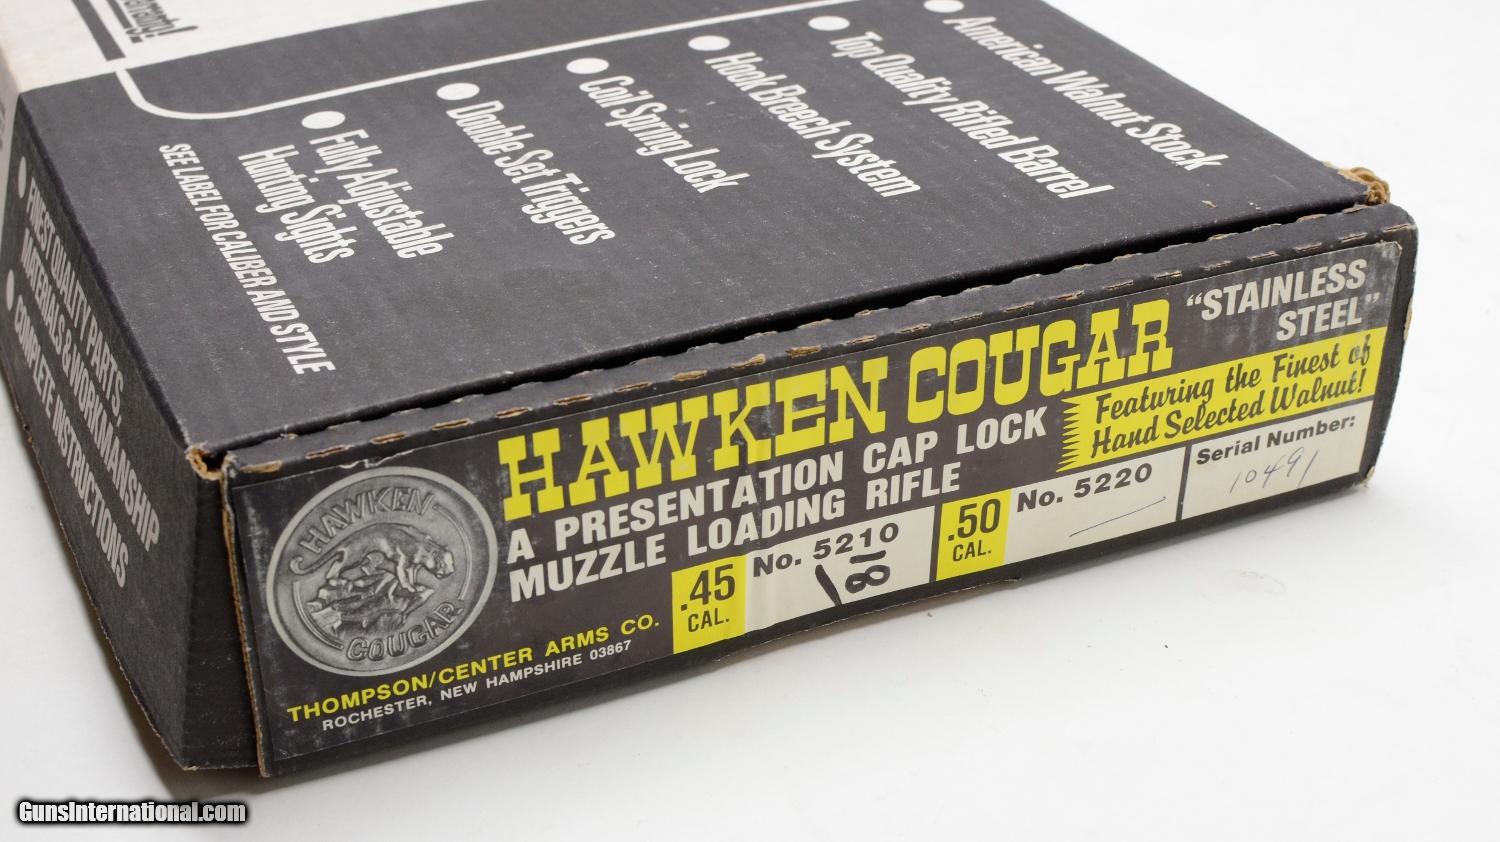 American Walnut Stock
Top Quality Rifled Barrel
Hook Breech System
Coil Spring Lock
Double Set Triggers
Fully Adjustable
Hunting Sights
SEE LABEL FOR CALIBER AND STYLE
FINEST QUALITY PARTS,
MATERIALS & WORKMANSHIP
COMPLETE INSTRUCTIONS
HAWKEN COUGAR
"STAINLESS
STEEL"
A PRESENTATION CAP LOCK
MUZZLE LOADING RIFLE
Featuring the Finest of
Hand Selected Walnut!
HAWKEN
COUGAR
.45
CAL.
No. 5210
.50
CAL.
No. 5220
Serial Number:
10491
THOMPSON/CENTER ARMS CO.
ROCHESTER, NEW HAMPSHIRE 03867
GunsInternational.com